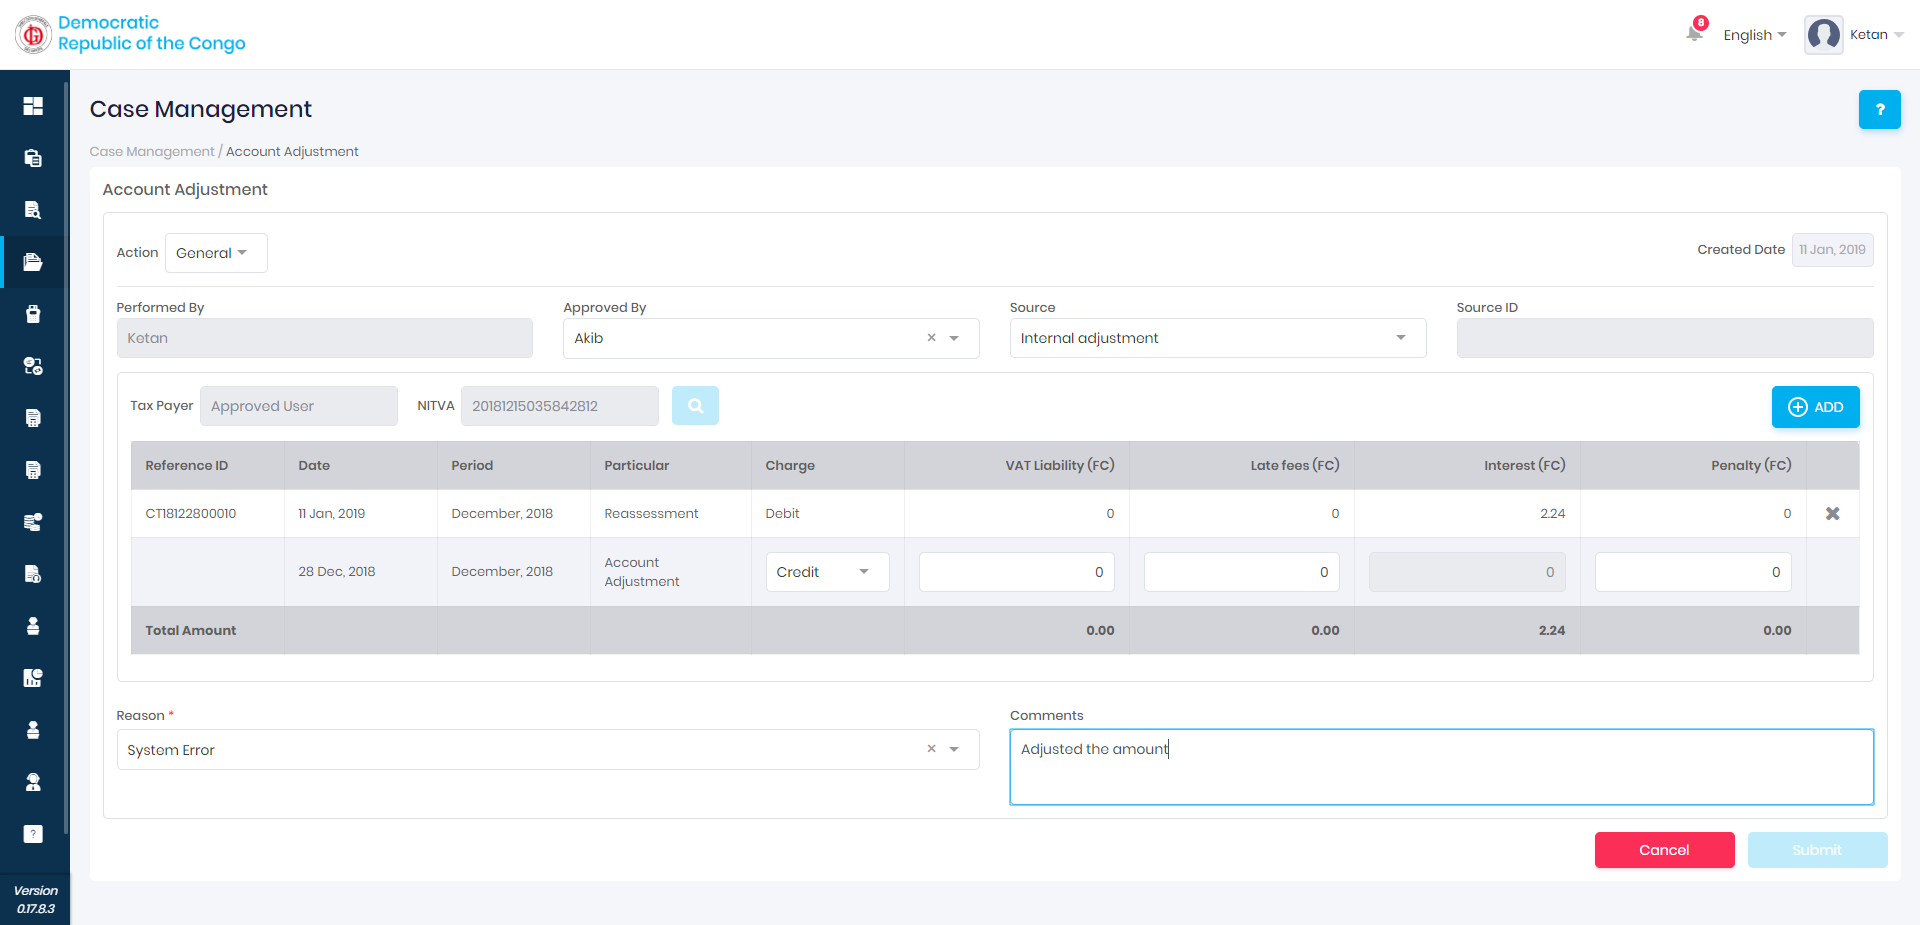 Democratic
Republic of the Congo
8
English
Ketan
Case Management
?
Case Management / Account Adjustment
Account Adjustment
Action General
Created Date 11 Jan, 2019
Performed By Approved By Source Source ID
Ketan Akib × Internal adjustment
Tax Payer Approved User NITVA 20181215035842812 ADD
Reference ID Date Period Particular Charge VAT Liability (FC) Late fees (FC) Interest (FC) Penalty (FC)
CT18122800010 11 Jan, 2019 December, 2018 Reassessment Debit 0 0 2.24 0
28 Dec, 2018 December, 2018 Account Adjustment Credit 0 0 0 0
Total Amount 0.00 0.00 2.24 0.00
Reason * Comments
System Error × Adjusted the amount
Cancel Submit
?
Version
0.17.8.3